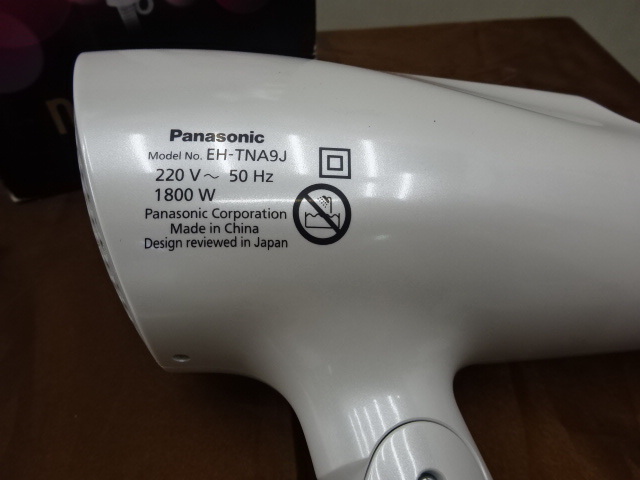 Panasonic
Model No. EH-TNA9J
220 V～ 50 Hz
1800 W
Panasonic Corporation
Made in China
Design reviewed in Japan